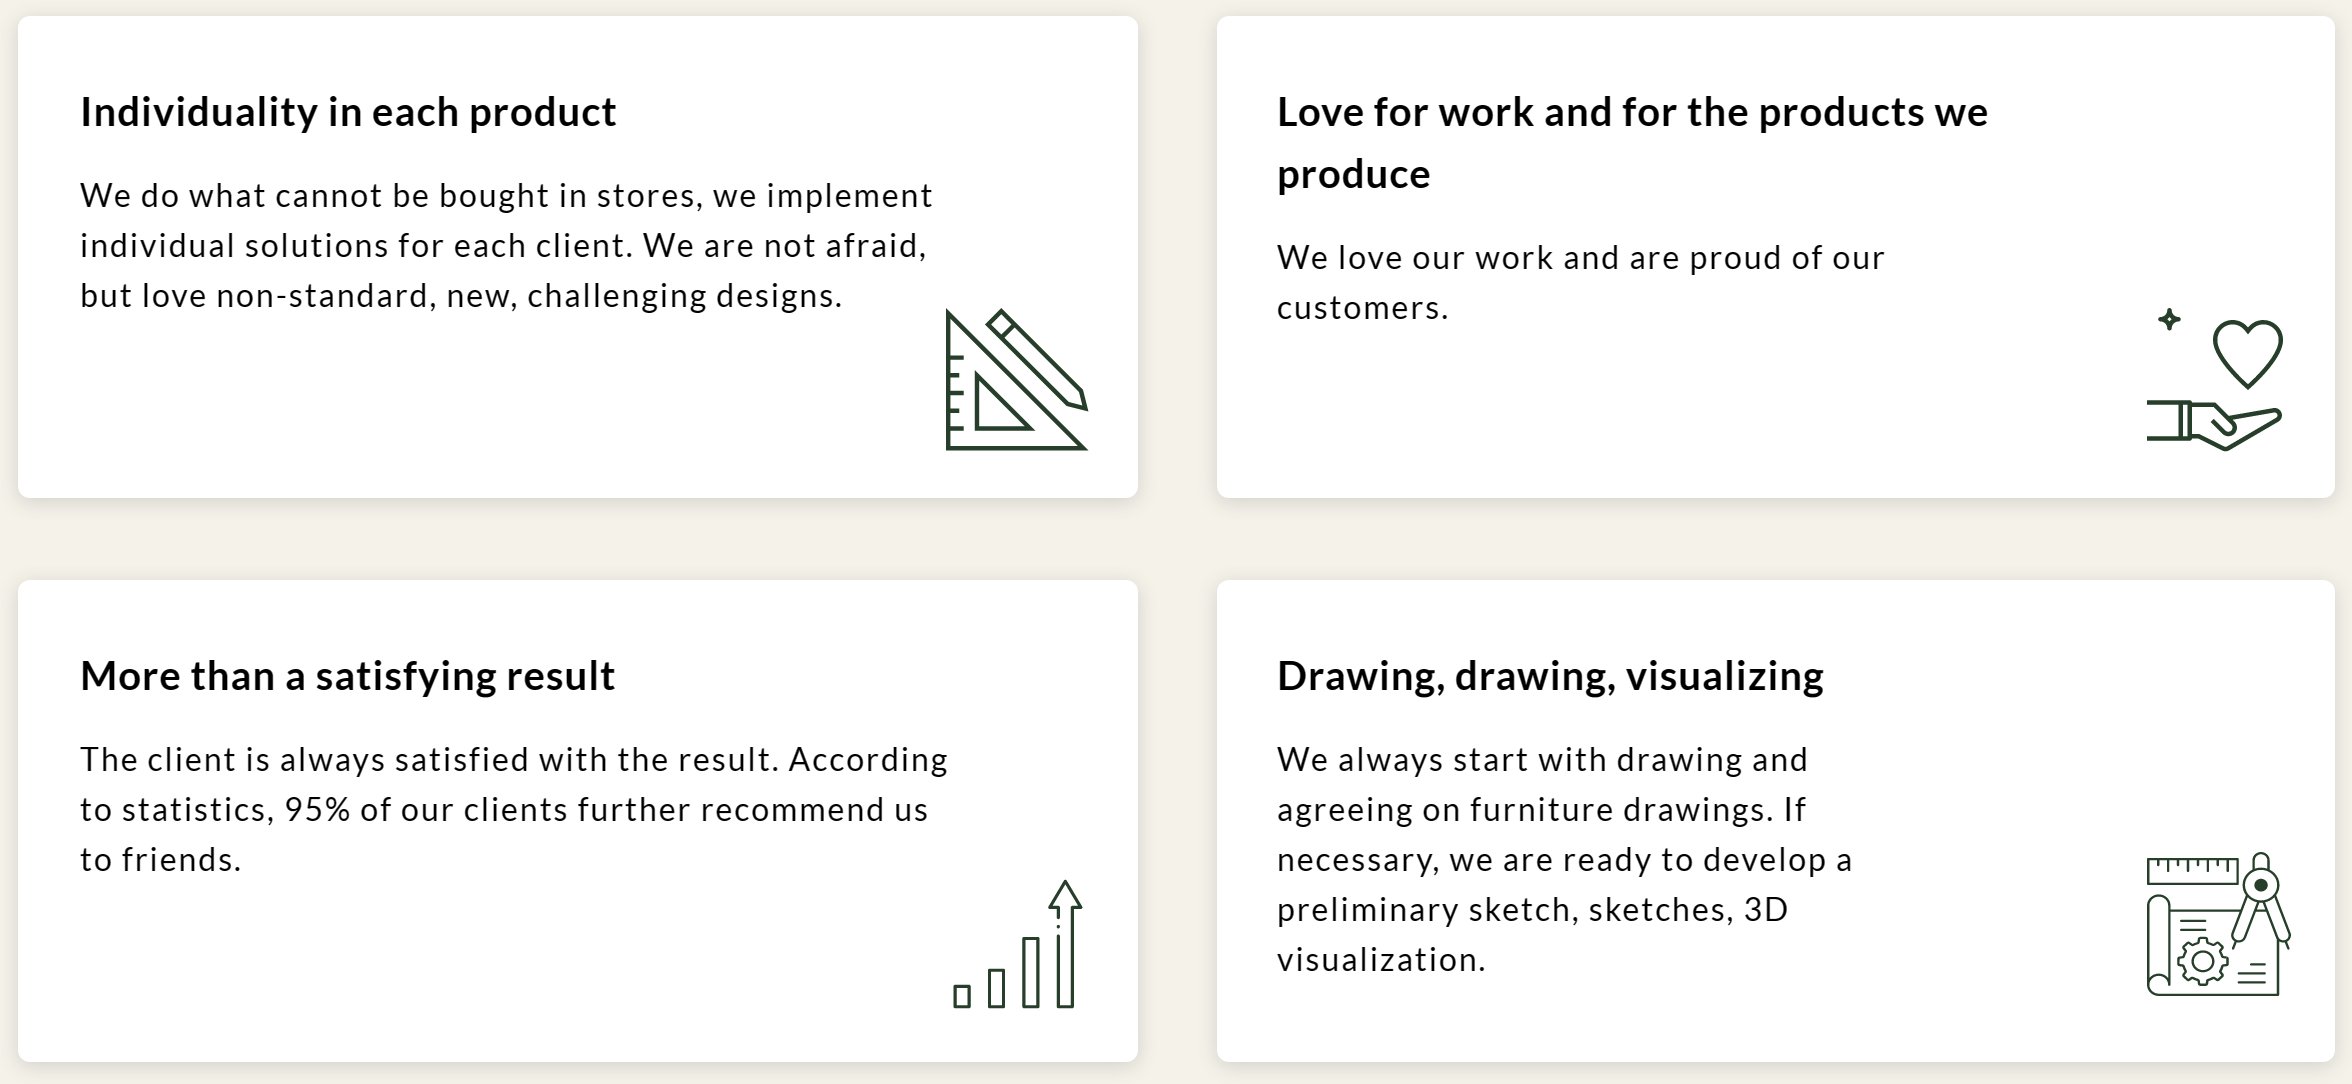 Individuality in each product
We do what cannot be bought in stores, we implement
individual solutions for each client. We are not afraid,
but love non-standard, new, challenging designs.
Love for work and for the products we
produce
We love our work and are proud of our
customers.
More than a satisfying result
The client is always satisfied with the result. According
to statistics, 95% of our clients further recommend us
to friends.
Drawing, drawing, visualizing
We always start with drawing and
agreeing on furniture drawings. If
necessary, we are ready to develop a
preliminary sketch, sketches, 3D
visualization.